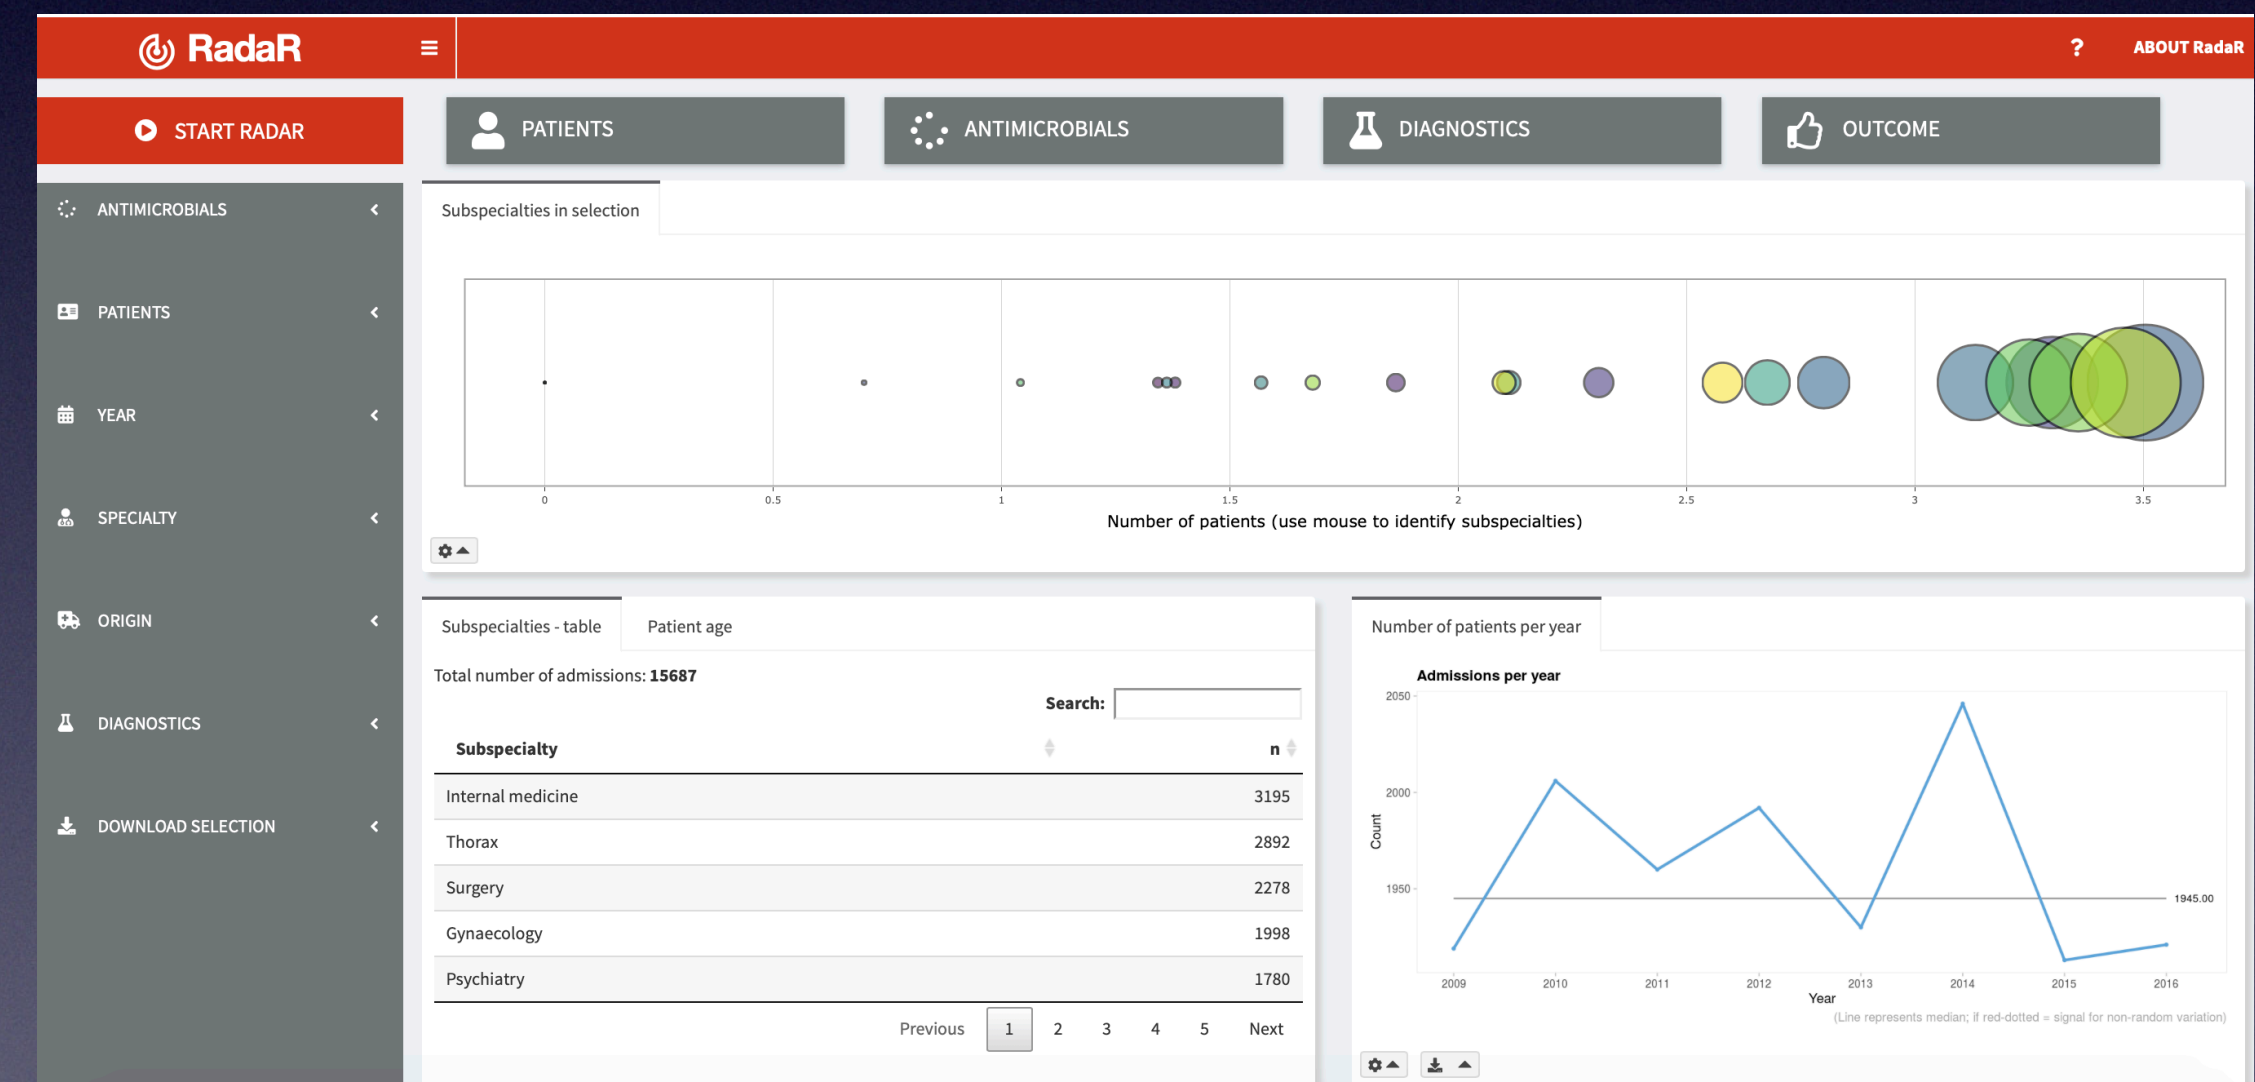 RadaR
? ABOUT RadaR
START RADAR
PATIENTS
ANTIMICROBIALS
DIAGNOSTICS
OUTCOME
ANTIMICROBIALS
PATIENTS
YEAR
SPECIALTY
ORIGIN
DIAGNOSTICS
DOWNLOAD SELECTION
Subspecialties in selection
0 0.5 1 1.5 2 2.5 3 3.5
Number of patients (use mouse to identify subspecialties)
Subspecialties - table Patient age
Total number of admissions: 15687
Search:
Subspecialty n
Internal medicine 3195
Thorax 2892
Surgery 2278
Gynaecology 1998
Psychiatry 1780
Previous 1 2 3 4 5 Next
Number of patients per year
Admissions per year
2050
2000
1950
Count
1945.00
2009 2010 2011 2012 2013 2014 2015 2016
Year
(Line represents median; if red-dotted = signal for non-random variation)